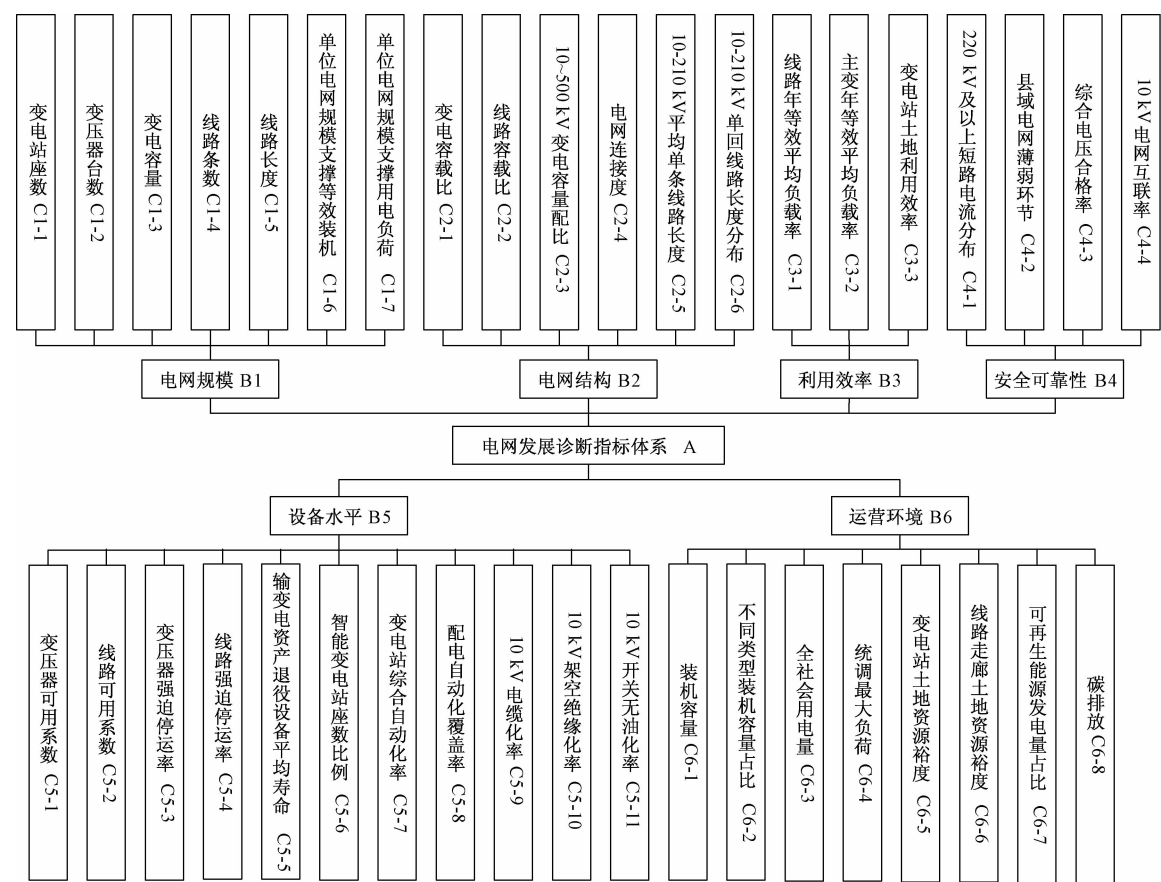 变电站座数 C1-1
变压器台数 C1-2
变电容量 C1-3
线路条数 C1-4
线路长度 C1-5
单位电网规模支撑等效装机 C1-6
单位电网规模支撑用电负荷 C1-7
变电容载比 C2-1
线路容载比 C2-2
10~500 kV 变电容量配比 C2-3
电网连接度 C2-4
10-210 kV平均单条线路长度 C2-5
10-210 kV单回线路长度分布 C2-6
线路年等效平均负载率 C3-1
主变年等效平均负载率 C3-2
变电站土地利用效率 C3-3
220 kV及以上短路电流分布 C4-1
县域电网薄弱环节 C4-2
综合电压合格率 C4-3
10 kV电网互联率 C4-4
电网规模 B1
电网结构 B2
利用效率 B3
安全可靠性 B4
电网发展诊断指标体系 A
设备水平 B5
运营环境 B6
变压器可用系数 C5-1
线路可用系数 C5-2
变压器强迫停运率 C5-3
线路强迫停运率 C5-4
输变电资产退役设备平均寿命 C5-5
智能变电站座数比例 C5-6
变电站综合自动化率 C5-7
配电自动化覆盖率 C5-8
10 kV电缆化率 C5-9
10 kV架空绝缘化率 C5-10
10 kV开关无油化率 C5-11
装机容量 C6-1
不同类型装机容量占比 C6-2
全社会用电量 C6-3
统调最大负荷 C6-4
变电站土地资源裕度 C6-5
线路走廊土地资源裕度 C6-6
可再生能源发电量占比 C6-7
碳排放 C6-8